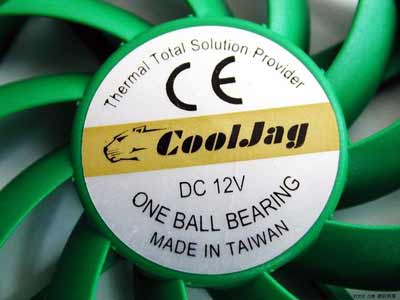 Thermal Total Solution Provider
CE
CoolJag
DC 12V
ONE BALL BEARING
MADE IN TAIWAN